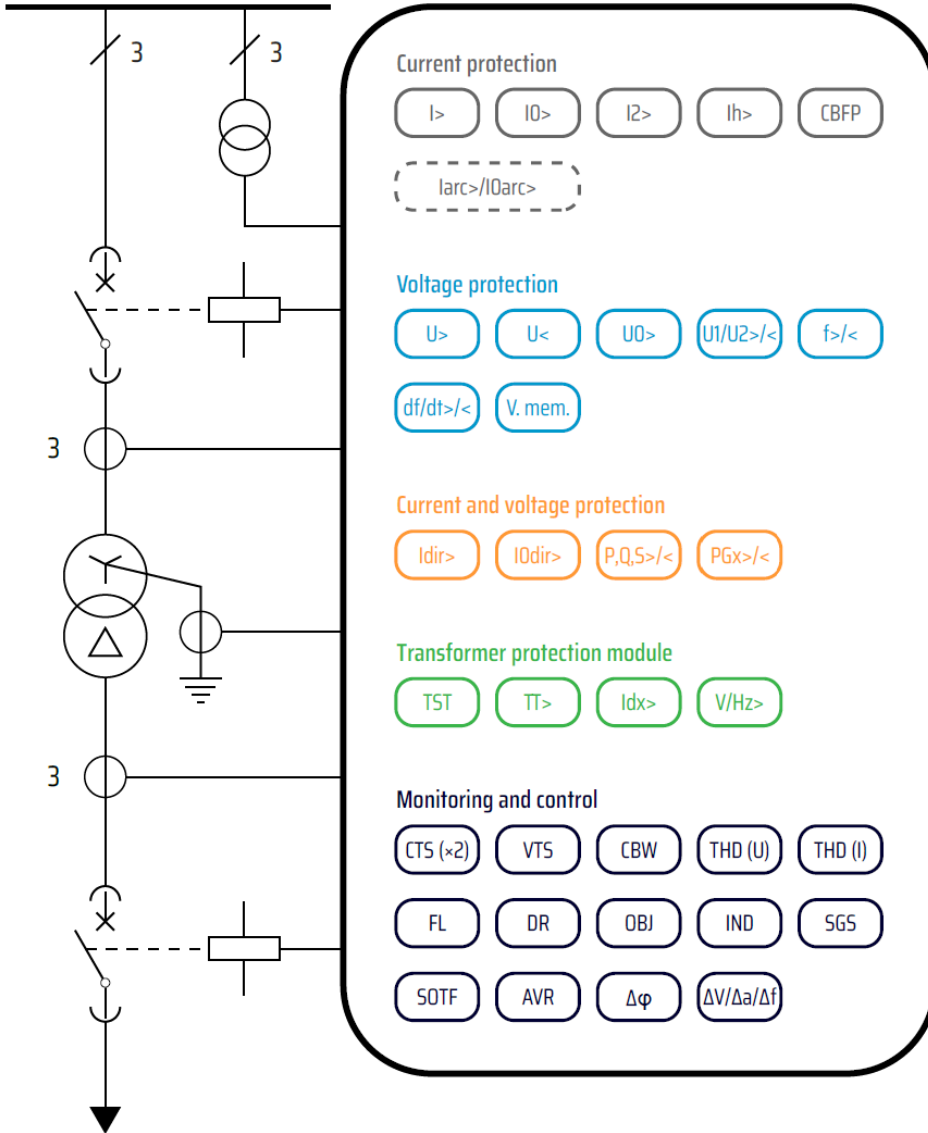 3 3
Current protection
I> I0> I2> Ih> CBFP
Iarc>/I0arc>
Voltage protection
U> U< U0> U1/U2>/< f>/<
df/dt>/< V. mem.
3
Current and voltage protection
Idir> I0dir> P,Q,S>/< PGx>/<
Transformer protection module
TST TT> Idx> V/Hz>
3
Monitoring and control
CTS (×2) VTS CBW THD (U) THD (I)
FL DR OBJ IND SGS
SOTF AVR Δφ ΔV/Δa/Δf